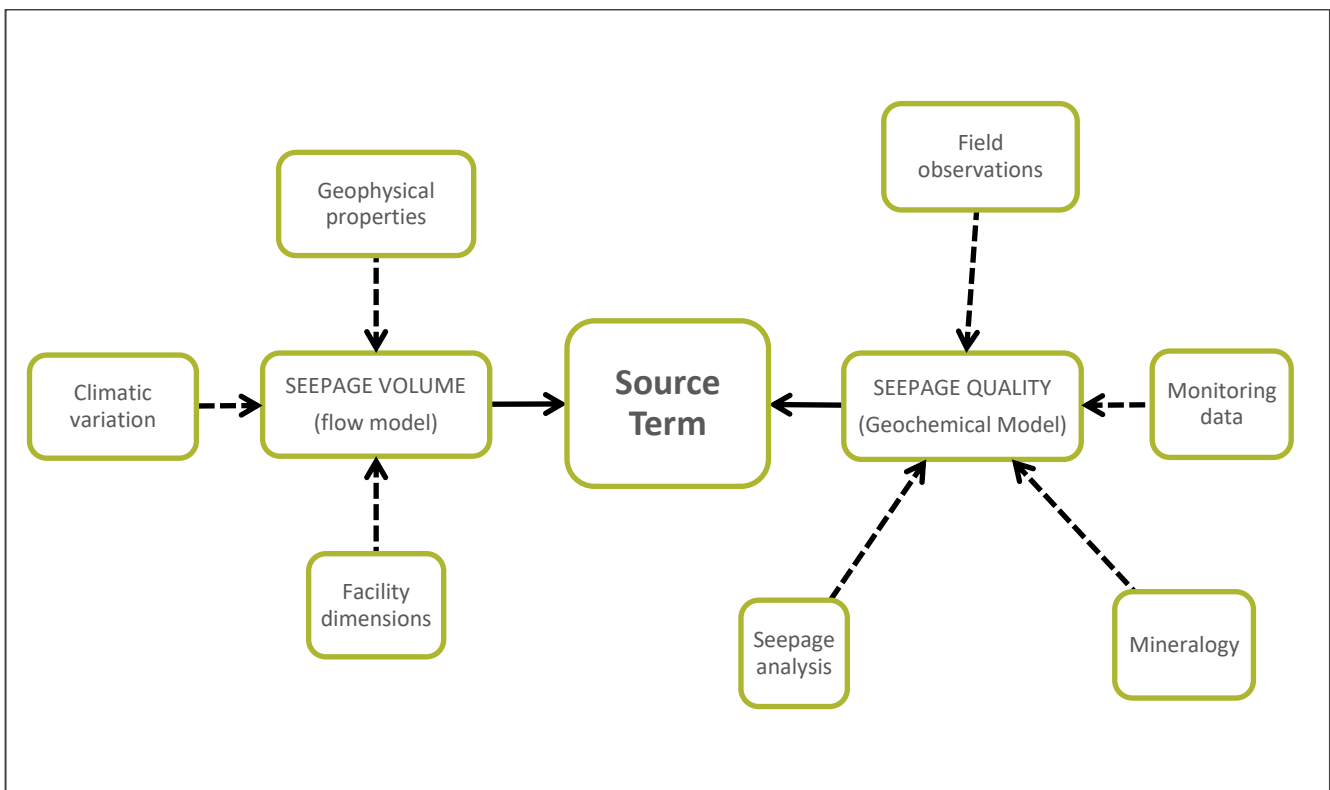 Field
observations
Geophysical
properties
Source
Term
Climatic
variation
SEEPAGE VOLUME
(flow model)
SEEPAGE QUALITY
(Geochemical Model)
Monitoring
data
Facility
dimensions
Seepage
analysis
Mineralogy